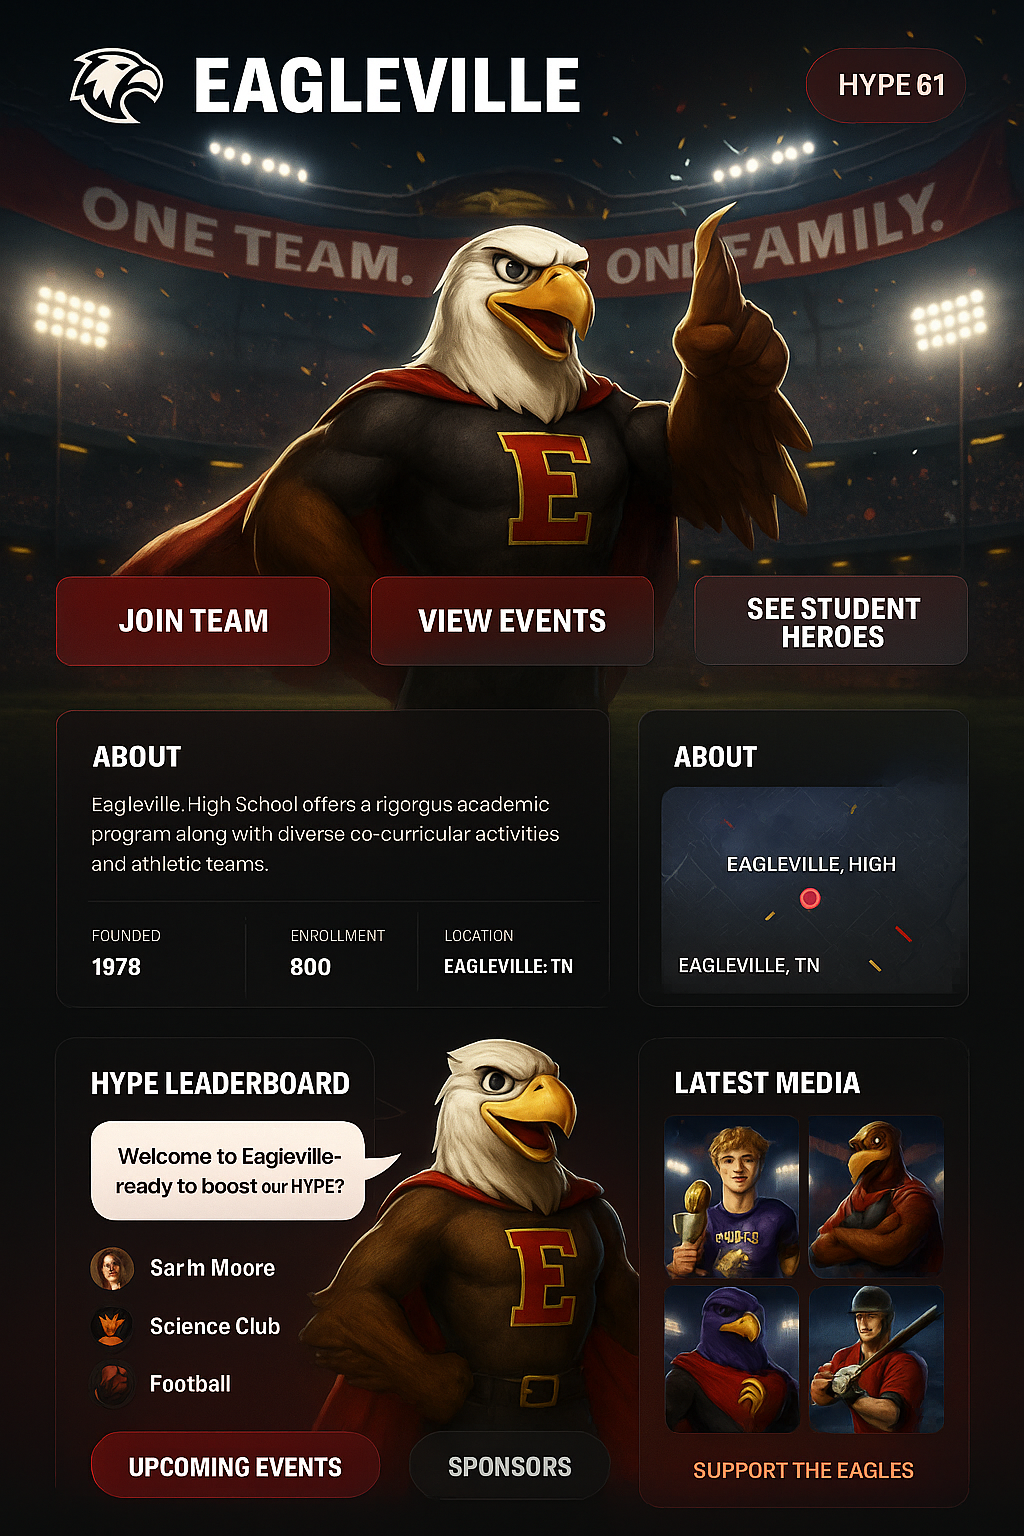 EAGLEVILLE
HYPE 61
ONE TEAM. ONE FAMILY.
E
JOIN TEAM
VIEW EVENTS
SEE STUDENT
HEROES
ABOUT
Eagleville.High School offers a rigorgus academic
program along with diverse co-curricular activities
and athletic teams.
FOUNDED
1978
ENROLLMENT
800
LOCATION
EAGLEVILLE: TN
ABOUT
EAGLEVILLE, HIGH
EAGLEVILLE, TN
HYPE LEADERBOARD
Welcome to Eagieville-
ready to boost our HYPE?
E
Sarhn Moore
Science Club
Football
UPCOMING EVENTS
SPONSORS
LATEST MEDIA
SUPPORT THE EAGLES